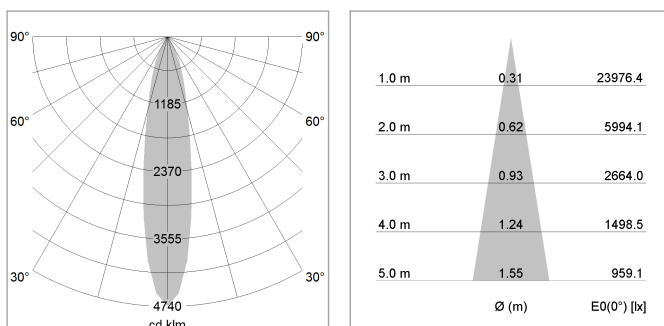 90° 90°
1185
60° 60°
2370
3555
30° 30°
4740
cd klm
1.0 m 0.31 23976.4
2.0 m 0.62 5994.1
3.0 m 0.93 2664.0
4.0 m 1.24 1498.5
5.0 m 1.55 959.1
Ø (m) E0(0°) [lx]